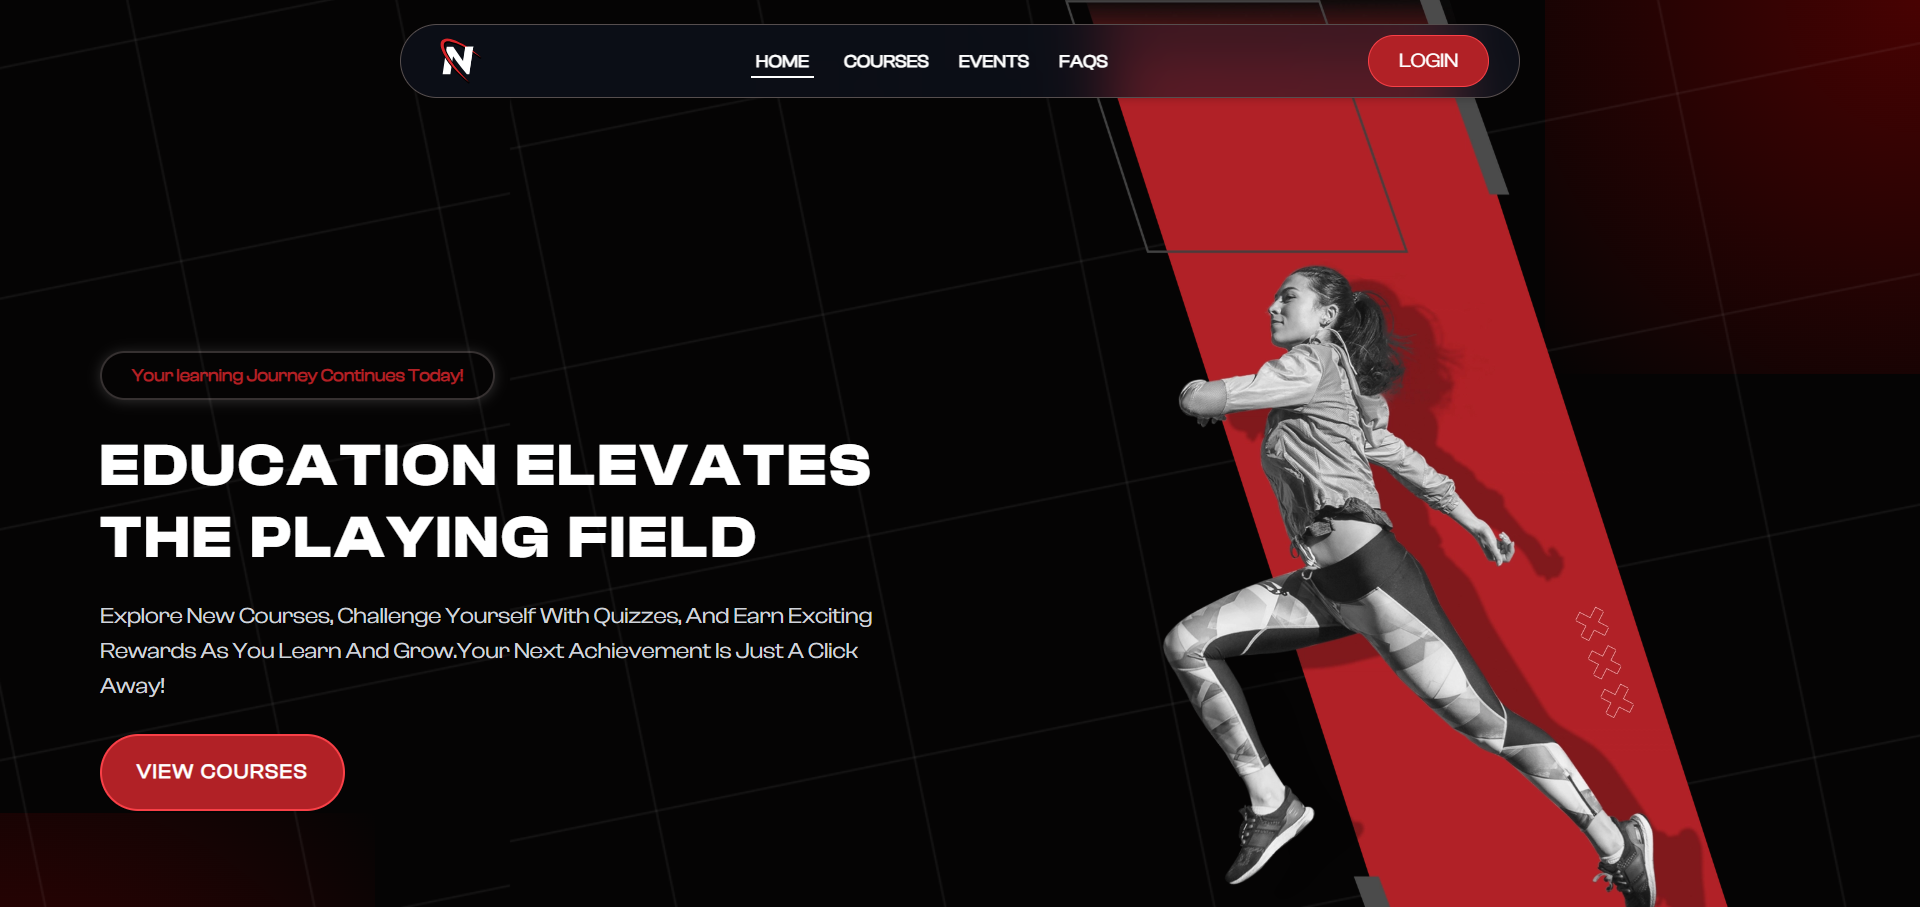 N
HOME COURSES EVENTS FAQS LOGIN
Your learning Journey Continues Today!
EDUCATION ELEVATES
THE PLAYING FIELD
Explore New Courses, Challenge Yourself With Quizzes, And Earn Exciting
Rewards As You Learn And Grow.Your Next Achievement Is Just A Click
Away!
VIEW COURSES